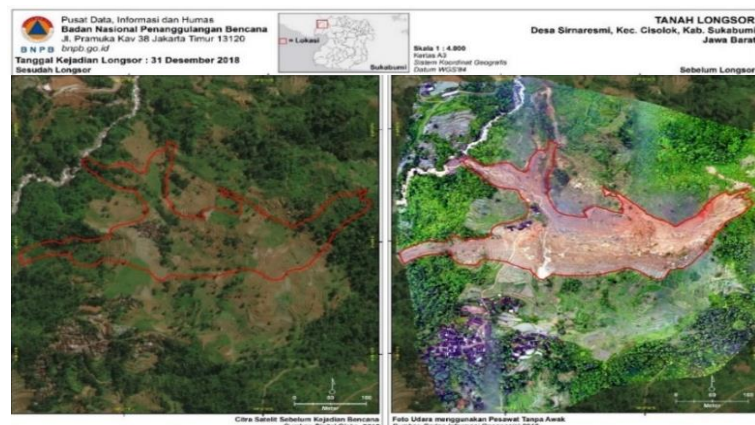 Pusat Data, Informasi dan Humas
Badan Nasional Penanggulangan Bencana
Jl. Pramuka Kav 38 Jakarta Timur 13120
bnpb.go.id
BNPB
Tanggal Kejadian Longsor : 31 Desember 2018
Sesudah Longsor
= Lokasi
Sukabumi
Skala 1 : 4.800
Kertas A3
Sistem Koordinat Geografis
Datum WGS'84
TANAH LONGSOR
Desa Sirnaresmi, Kec. Cisolok, Kab. Sukabumi
Jawa Barat
Sebelum Longsor
Meter
Meter
Citra Satelit Sebelum Kejadian Bencana
Foto Udara menggunakan Pesawat Tanpa Awak